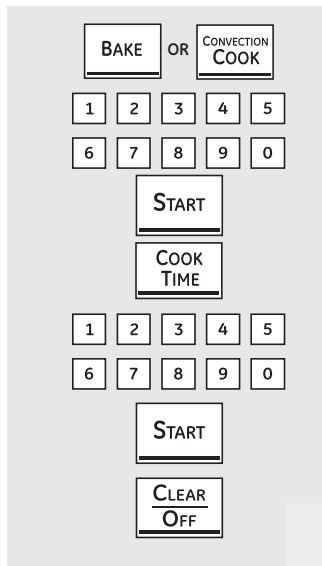 BAKE OR CONVECTION COOK
1 2 3 4 5
6 7 8 9 0
START
COOK
TIME
1 2 3 4 5
6 7 8 9 0
START
CLEAR
OFF